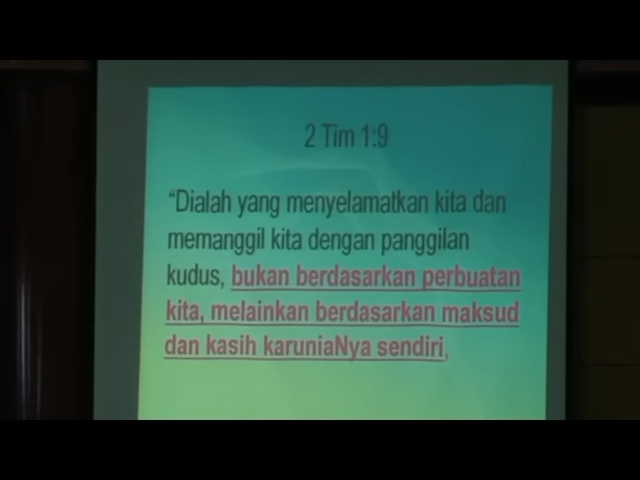 2 Tim 1:9
“Dialah yang menyelamatkan kita dan
memanggil kita dengan panggilan
kudus, bukan berdasarkan perbuatan
kita, melainkan berdasarkan maksud
dan kasih karuniaNya sendiri,